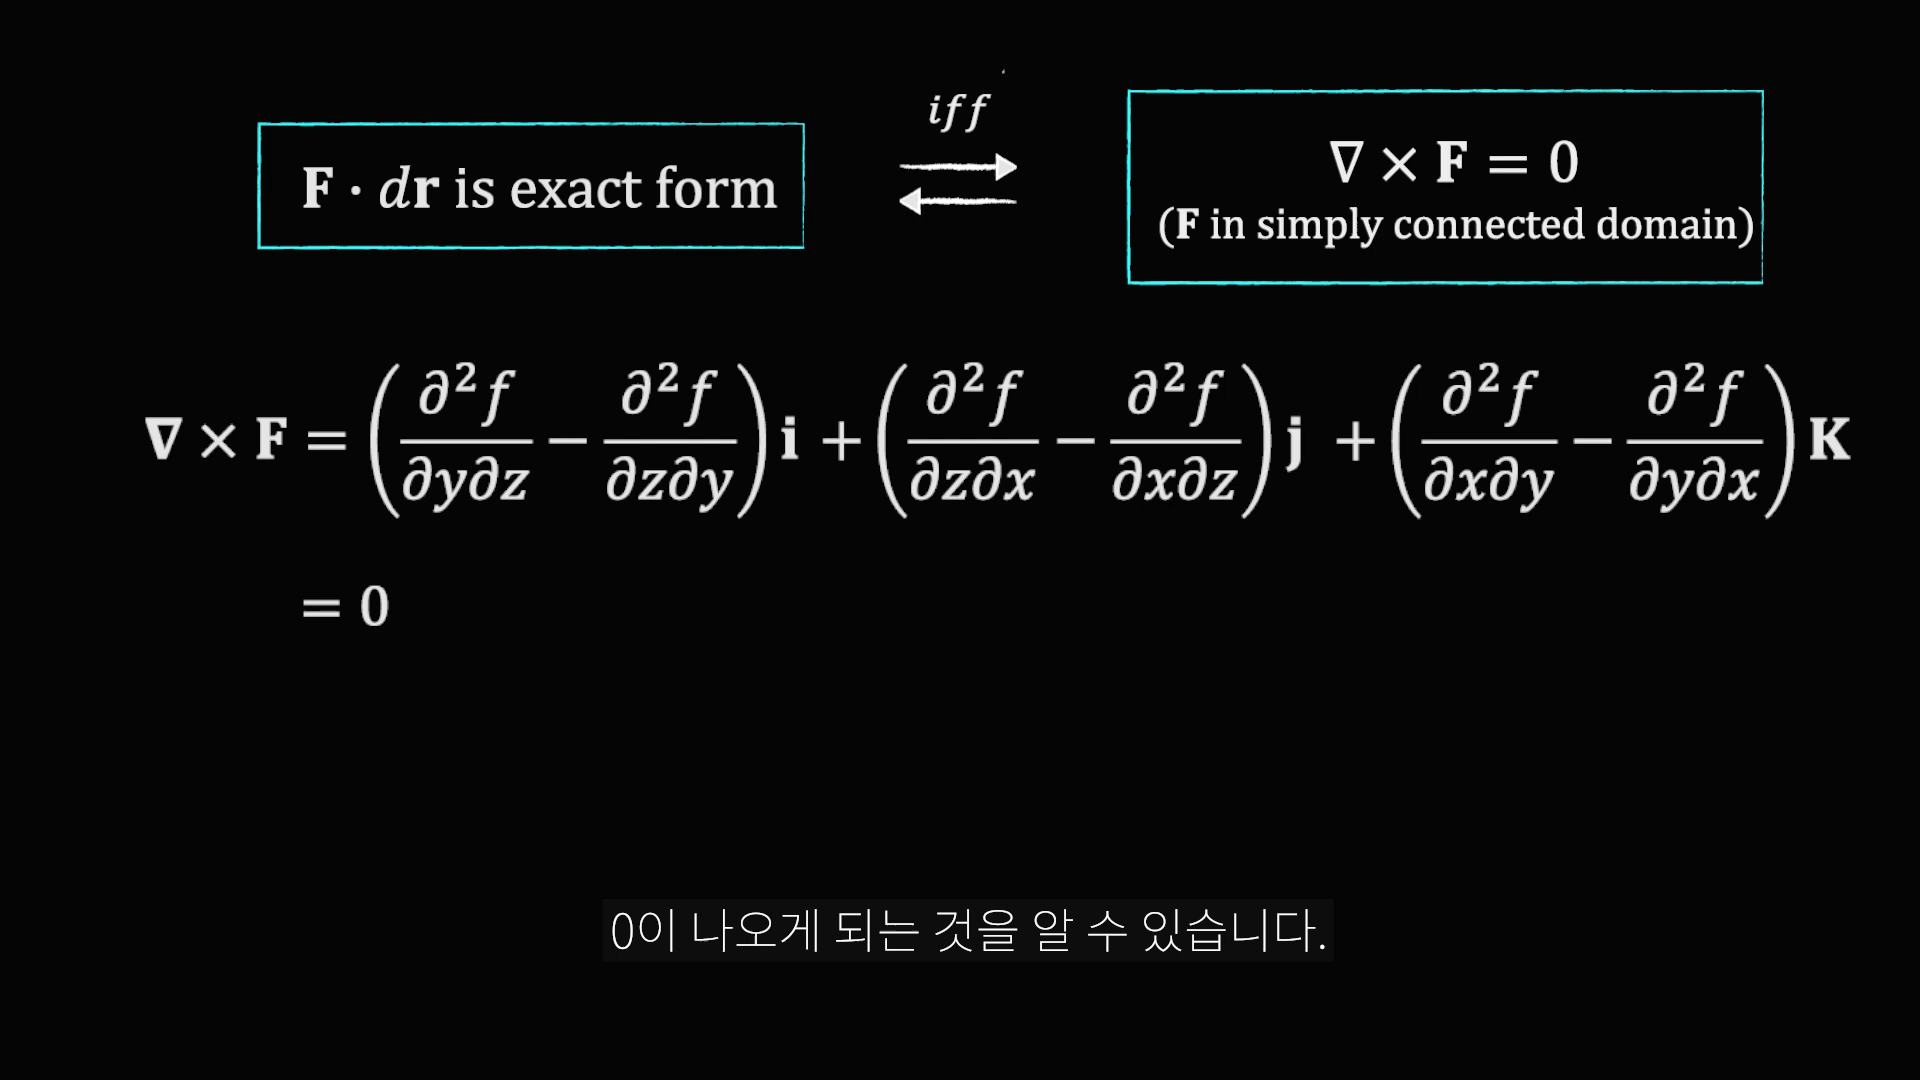 iff
F · dr is exact form
∇ × F = 0
(F in simply connected domain)
∇ × F = (∂²f/∂y∂z − ∂²f/∂z∂y) i + (∂²f/∂z∂x − ∂²f/∂x∂z) j + (∂²f/∂x∂y − ∂²f/∂y∂x) K
= 0
0이 나오게 되는 것을 알 수 있습니다.